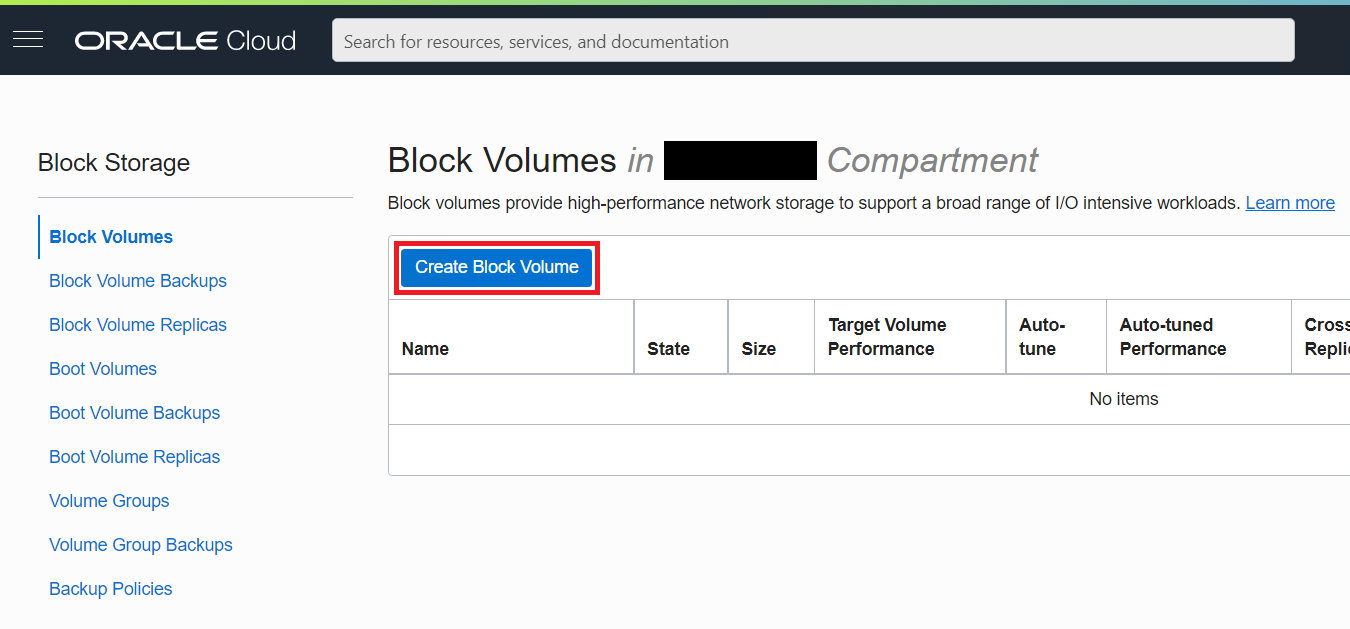 ORACLE Cloud
Search for resources, services, and documentation
Block Storage
Block Volumes
Block Volume Backups
Block Volume Replicas
Boot Volumes
Boot Volume Backups
Boot Volume Replicas
Volume Groups
Volume Group Backups
Backup Policies
Block Volumes in Compartment
Block volumes provide high-performance network storage to support a broad range of I/O intensive workloads. Learn more
Create Block Volume
Name
State
Size
Target Volume
Performance
Auto-
tune
Auto-tuned
Performance
Cross
Repli
No items